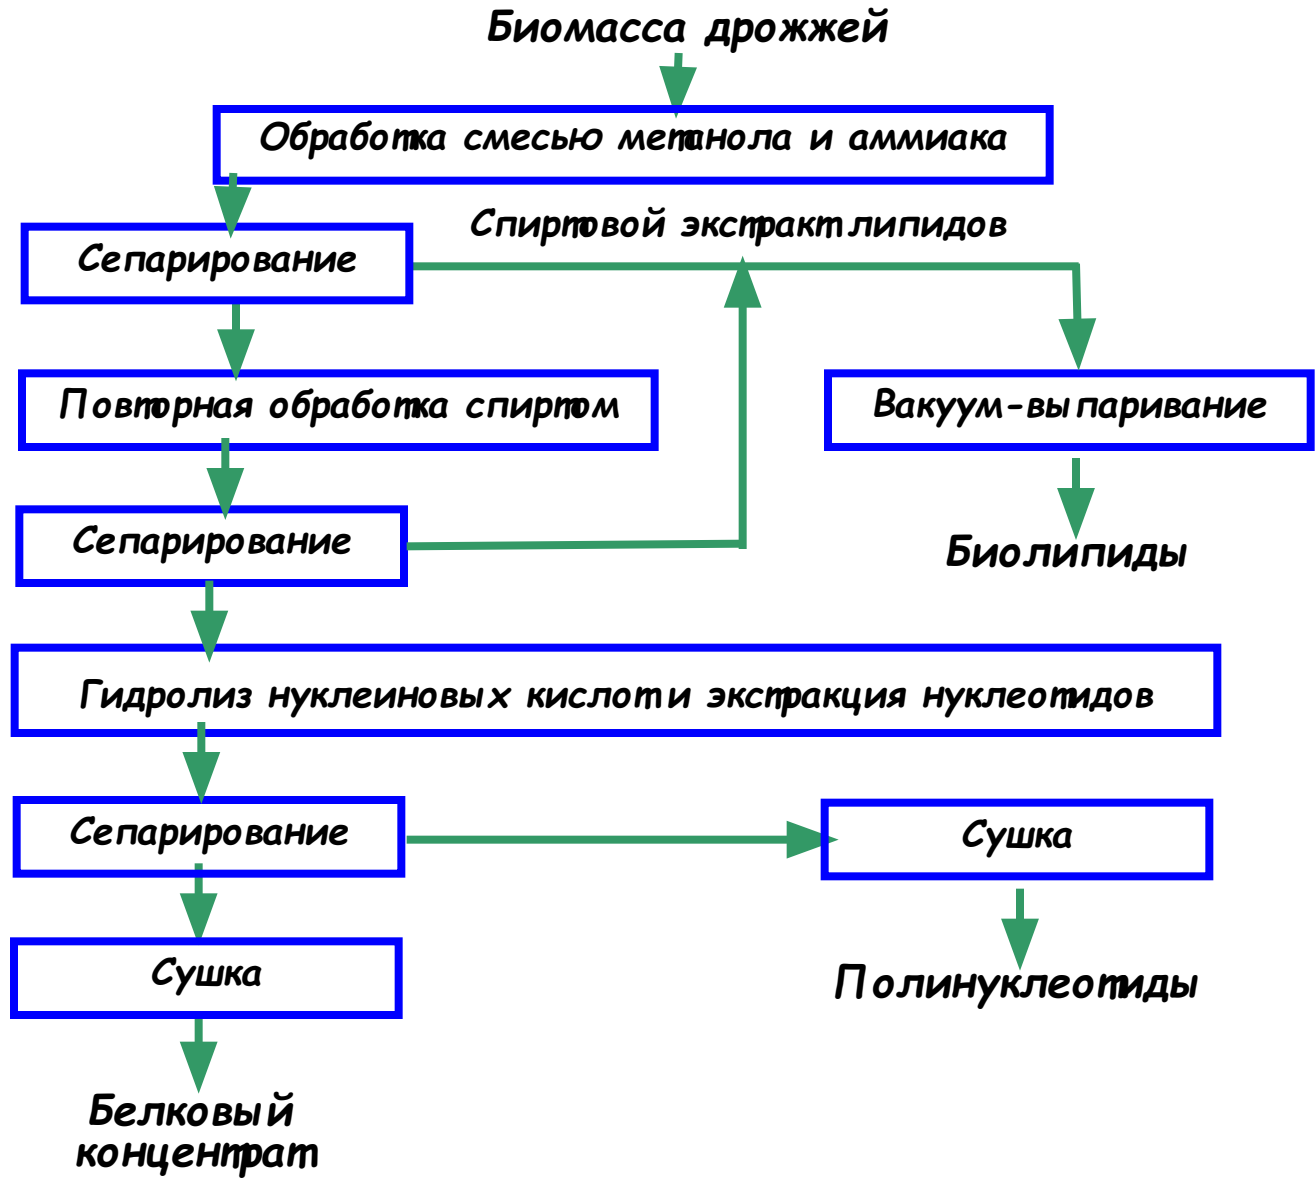 Биомасса дрожжей
Обработка смесью метанола и аммиака
Спиртовой экстракт липидов
Сепарирование
Повторная обработка спиртом
Вакуум-выпаривание
Сепарирование
Биолипиды
Гидролиз нуклеиновых кислот и экстракция нуклеотидов
Сепарирование
Сушка
Сушка
Полинуклеотиды
Белковый
концентрат